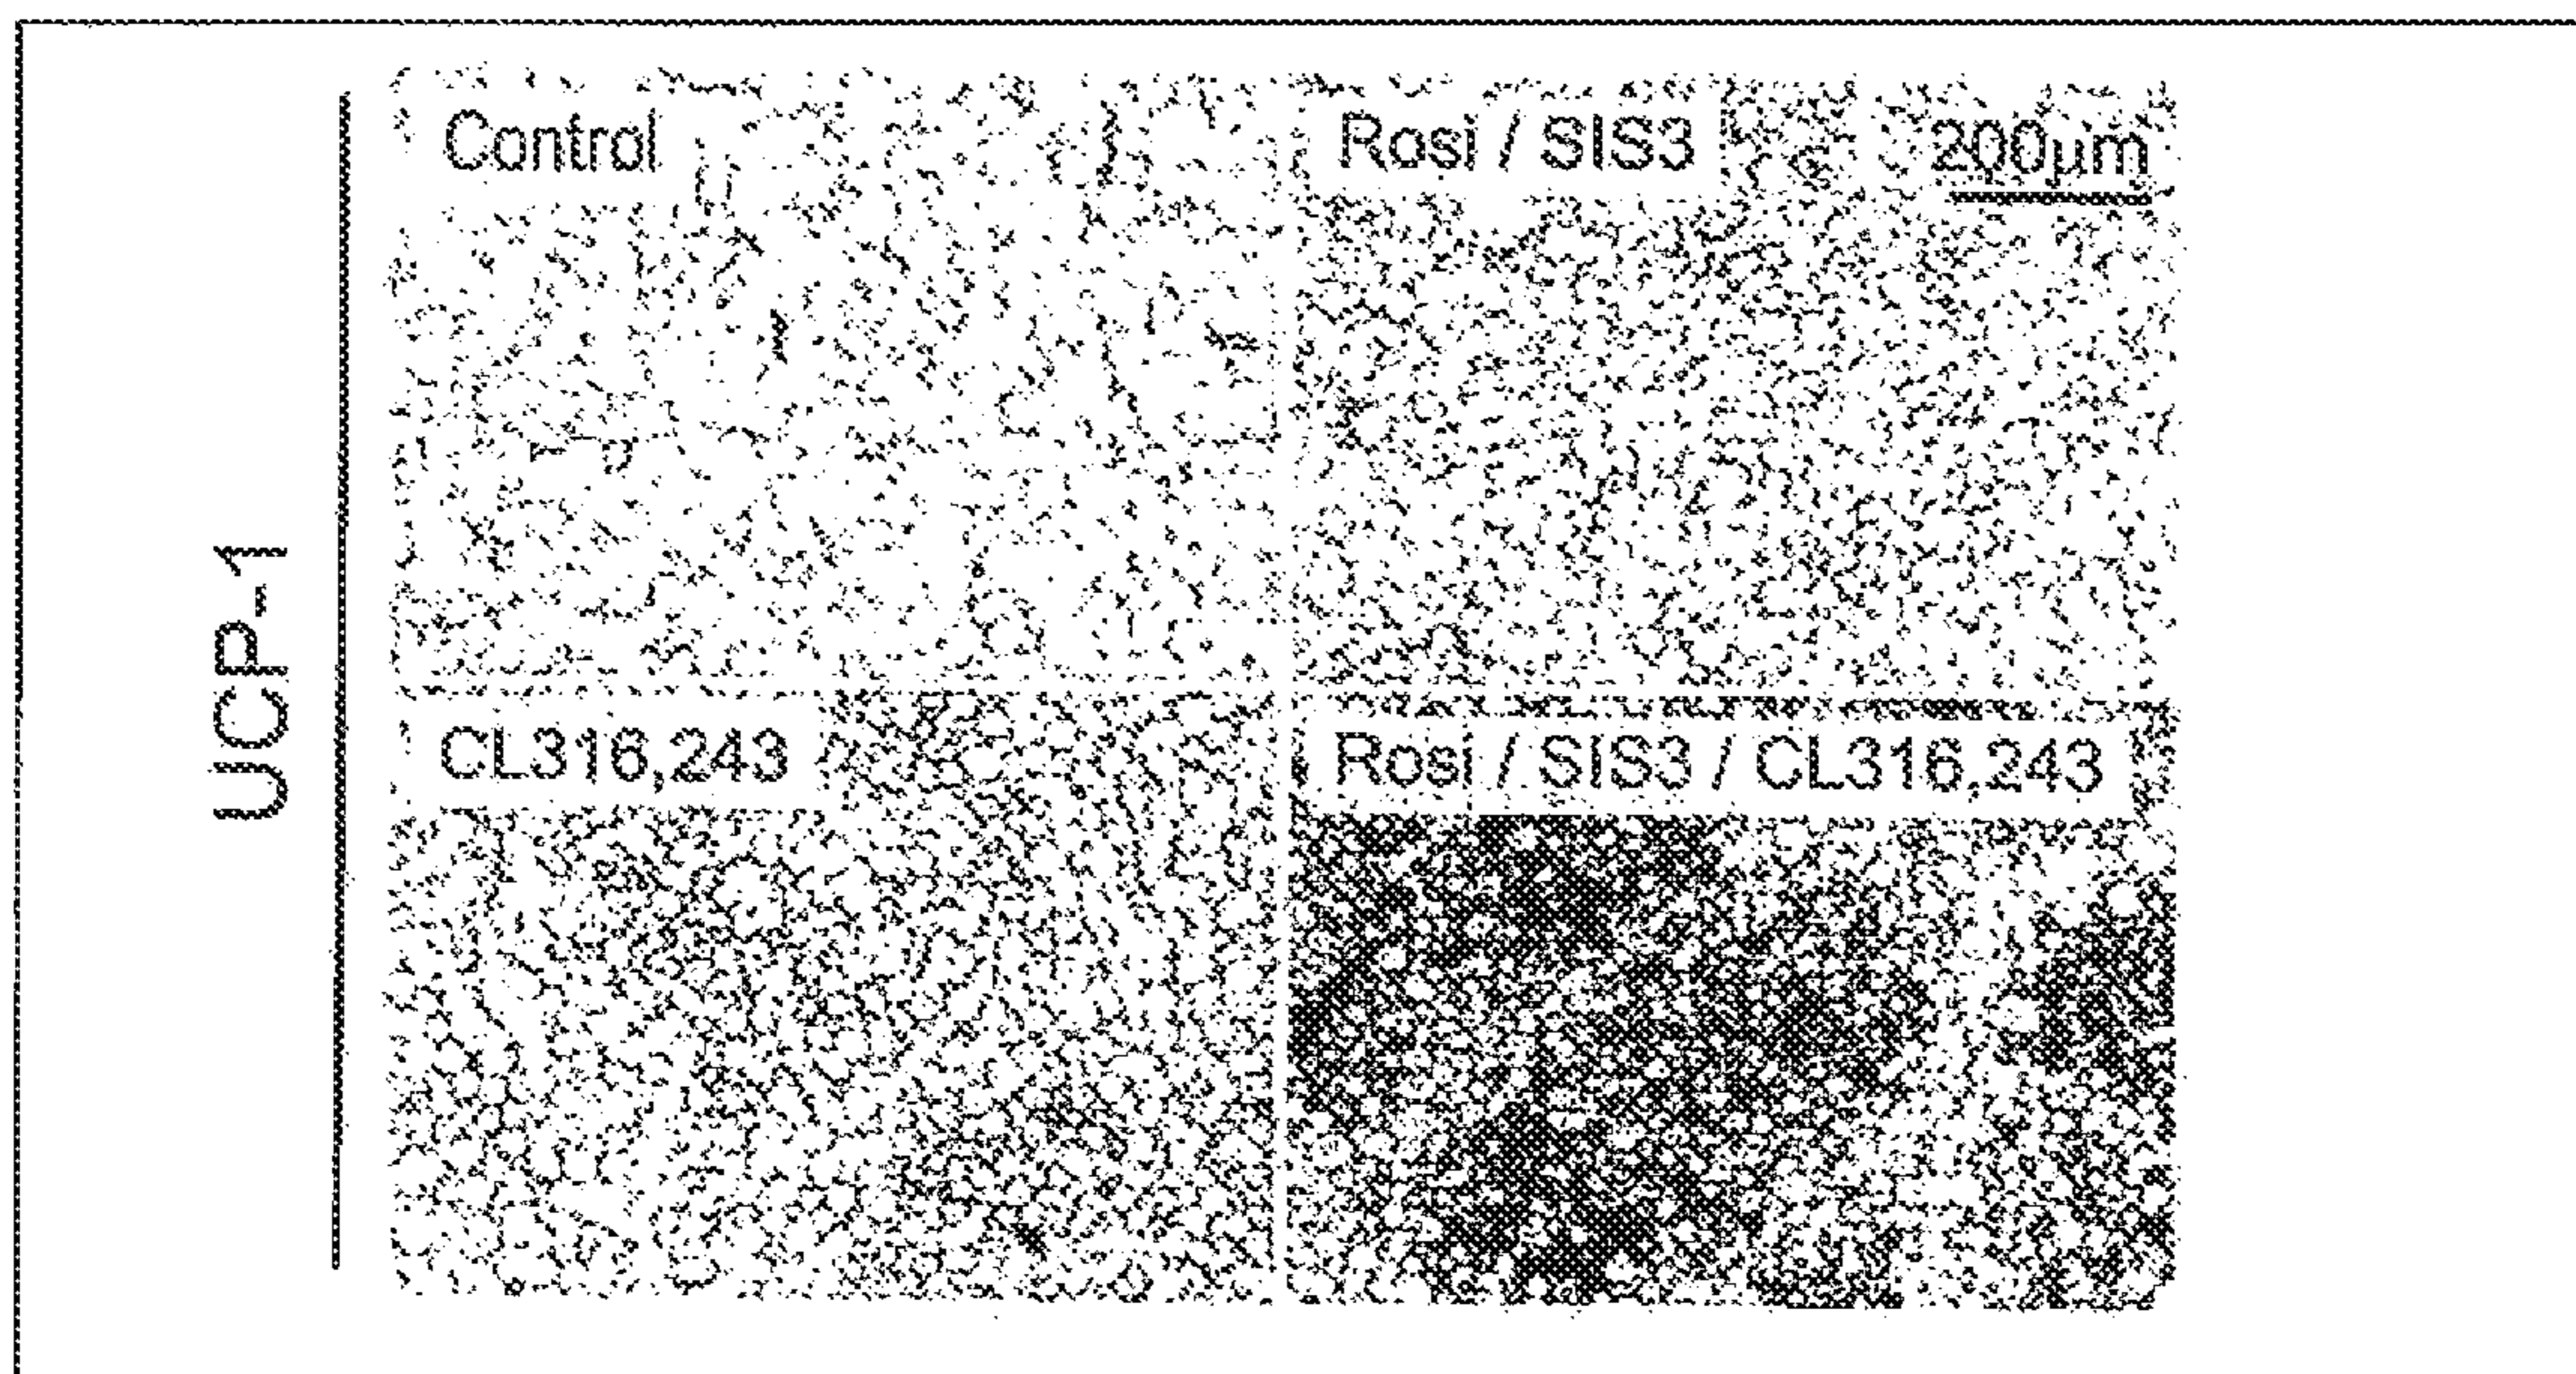 UCP-1
Control
Rosi / SIS3
200µm
CL316,243
Rosi / SIS3 / CL316,243